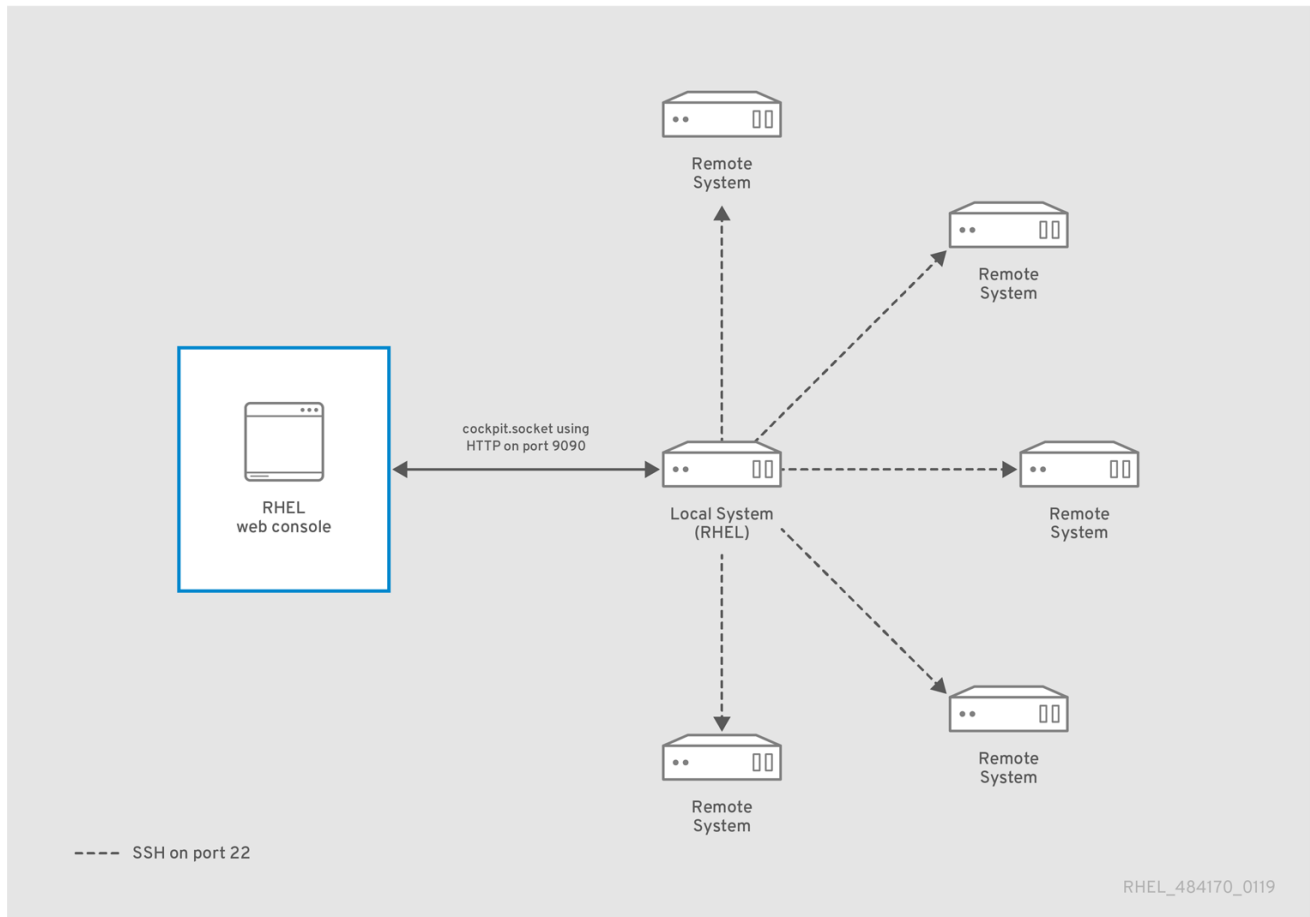 Remote
System
Remote
System
cockpit.socket using
HTTP on port 9090
RHEL
web console
Local System
(RHEL)
Remote
System
Remote
System
Remote
System
SSH on port 22
RHEL_484170_0119